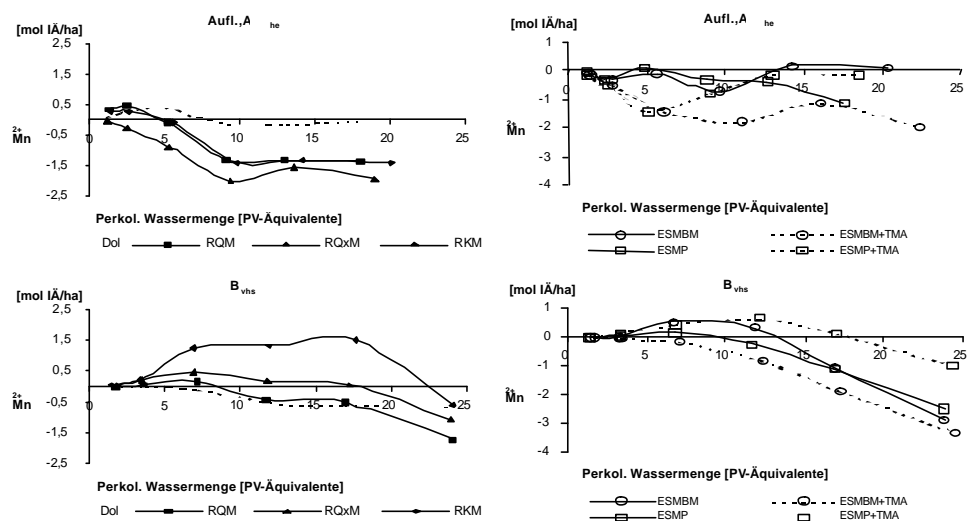 [mol IÄ/ha]
Aufl.,A he
2,5
1,5
0,5
-0,5
-1,5
-2,5
0 5 10 15 20 25
Mn 2+
Perkol. Wassermenge [PV-Äquivalente]
Dol RQM RQxM RKM
[mol IÄ/ha]
Aufl.,A he
1
0
-1
-2
-3
-4
0 5 10 15 20 25
Mn 2+
Perkol. Wassermenge [PV-Äquivalente]
ESMBM ESMBM+TMA
ESMP ESMP+TMA
[mol IÄ/ha]
B vhs
2,5
1,5
0,5
-0,5
-1,5
-2,5
0 5 10 15 20 25
Mn 2+
Perkol. Wassermenge [PV-Äquivalente]
Dol RQM RQxM RKM
[mol IÄ/ha]
B vhs
1
0
-1
-2
-3
-4
0 5 10 15 20 25
Mn 2+
Perkol. Wassermenge [PV-Äquivalente]
ESMBM ESMBM+TMA
ESMP ESMP+TMA